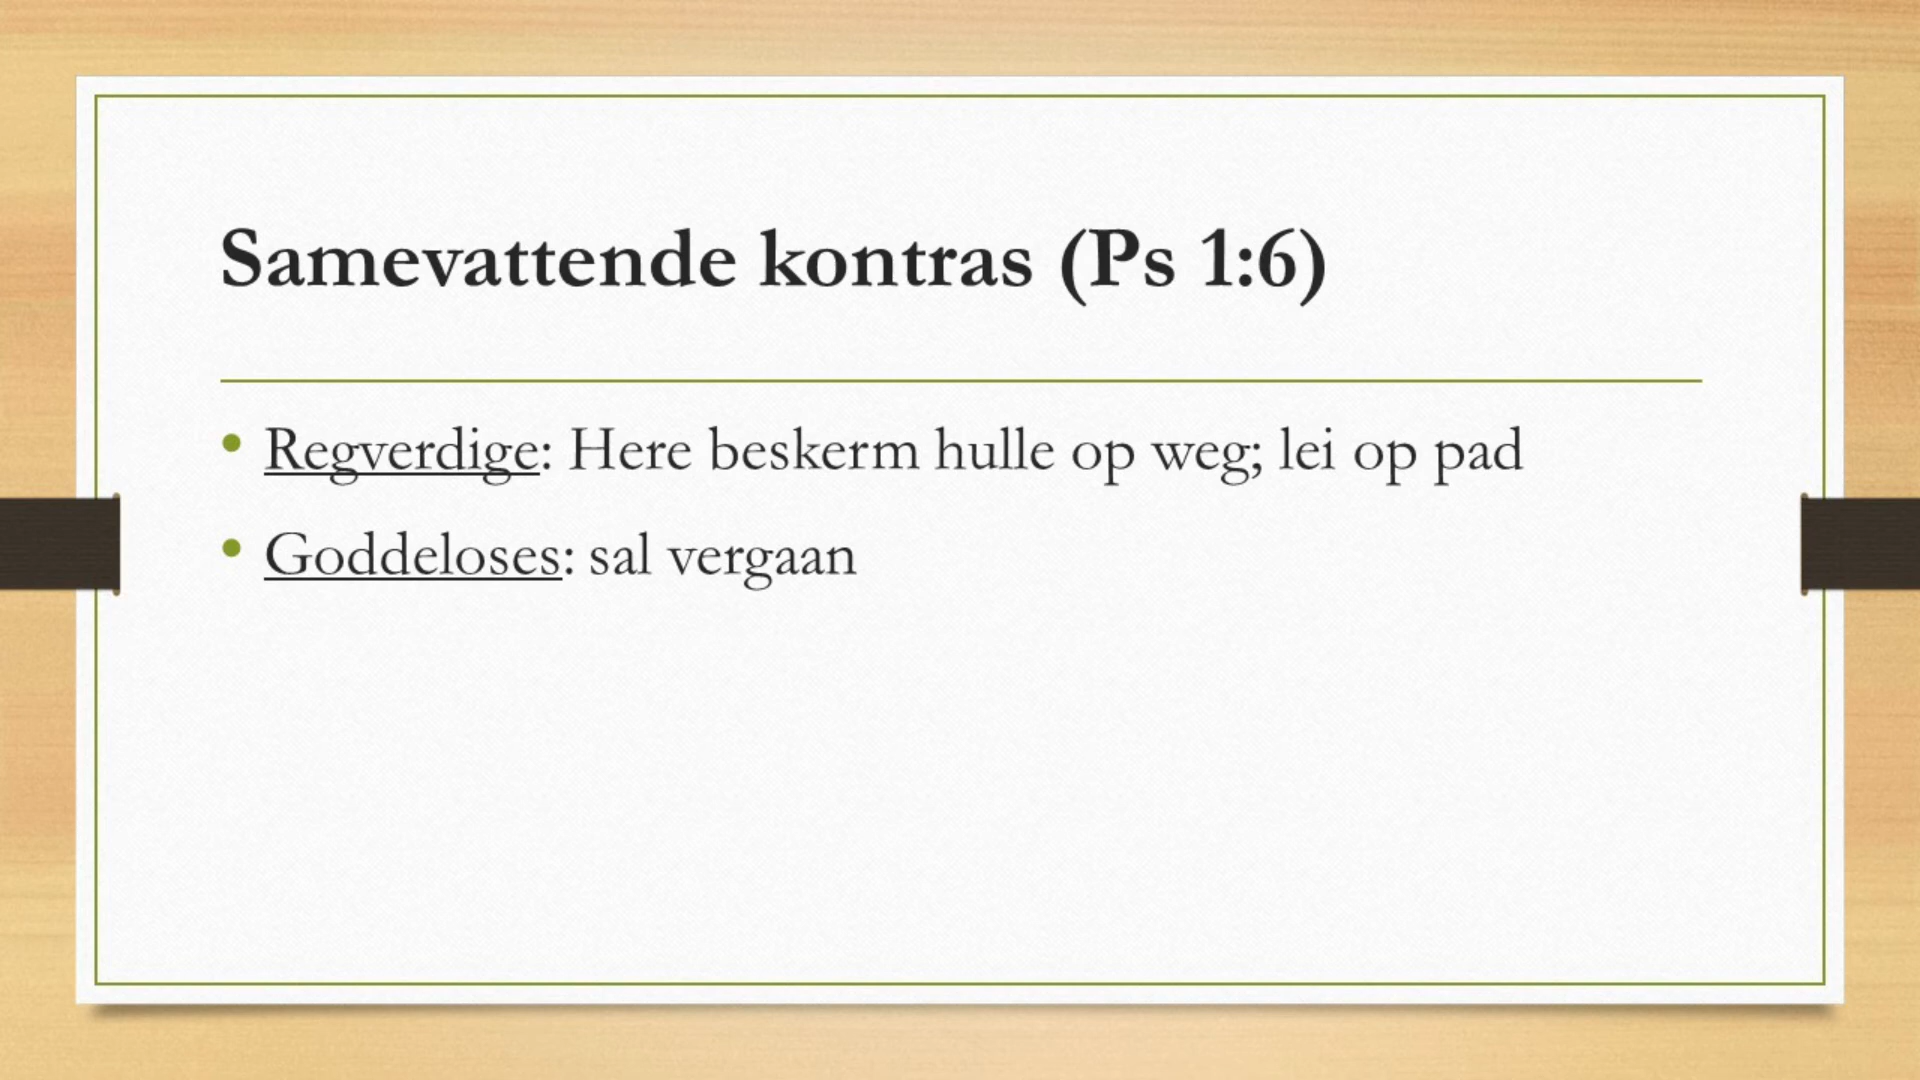 Samevattende kontras (Ps 1:6)
• Regverdige: Here beskerm hulle op weg; lei op pad
• Goddeloses: sal vergaan